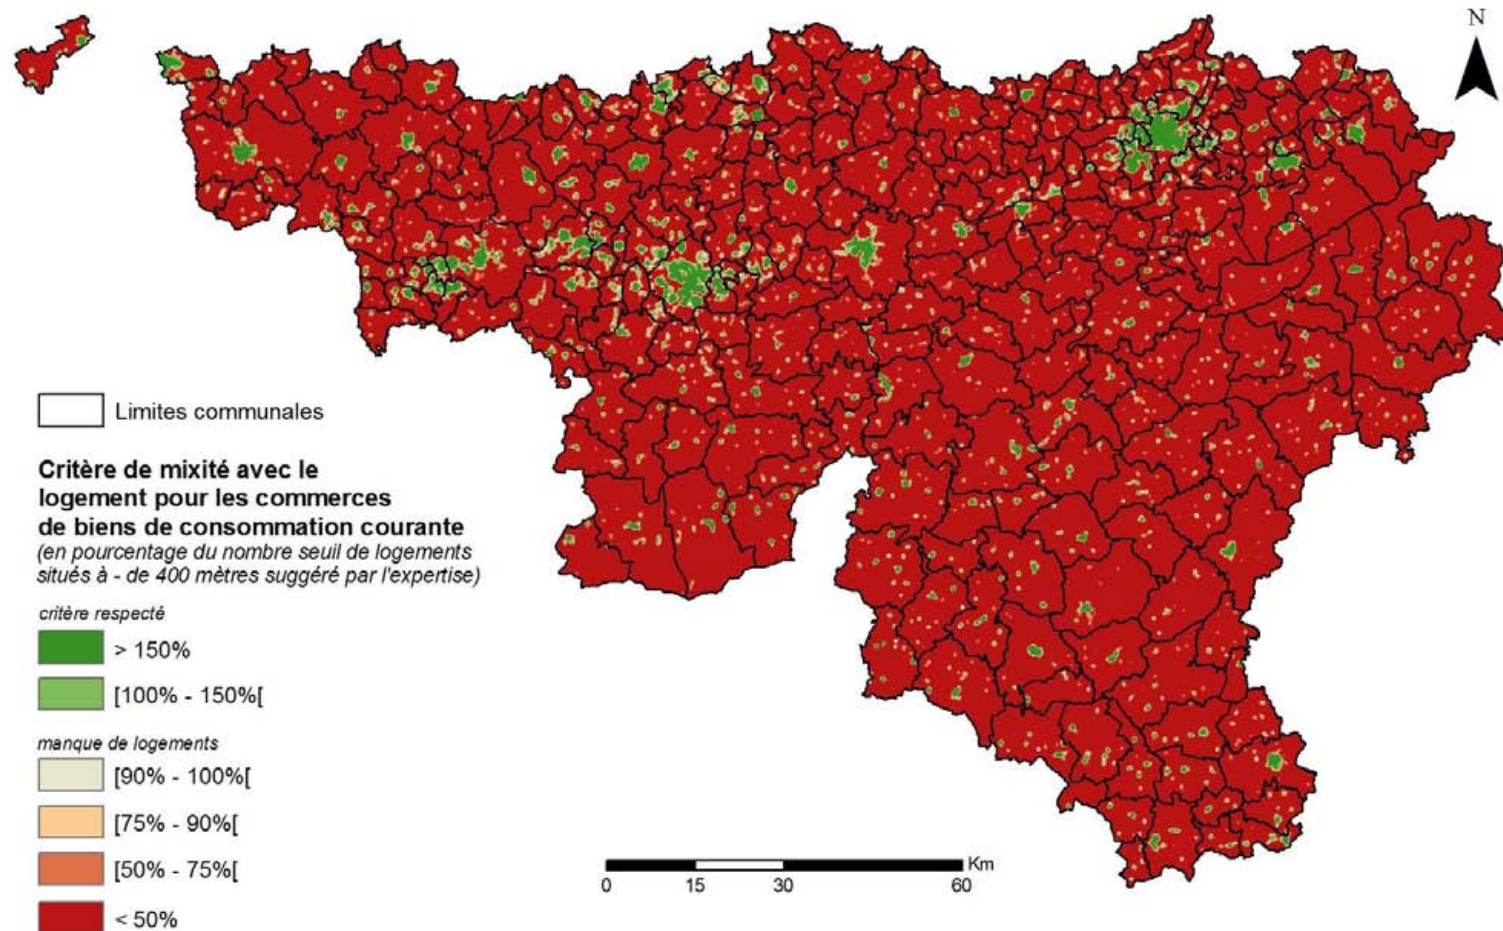 N
Limites communales
Critère de mixité avec le
logement pour les commerces
de biens de consommation courante
(en pourcentage du nombre seuil de logements
situés à - de 400 mètres suggéré par l'expertise)
critère respecté
> 150%
[100% - 150%[
manque de logements
[90% - 100%[
[75% - 90%[
[50% - 75%[
< 50%
Km
0 15 30 60